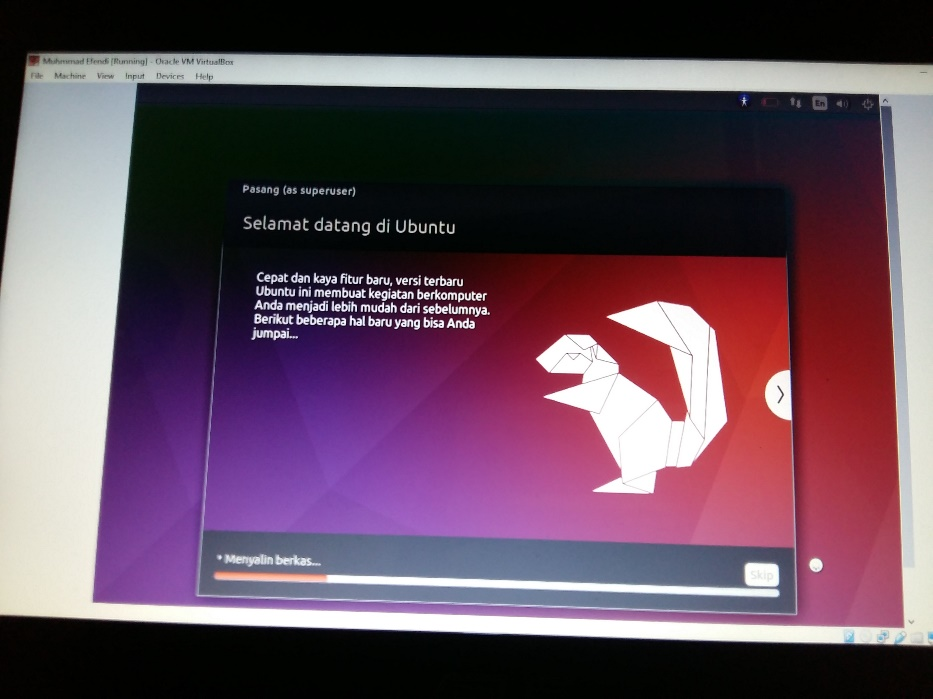 Muhmmad Efendi [Running] - Oracle VM VirtualBox
File Machine View Input Devices Help
En
Pasang (as superuser)
Selamat datang di Ubuntu
Cepat dan kaya fitur baru, versi terbaru
Ubuntu ini membuat kegiatan berkomputer
Anda menjadi lebih mudah dari sebelumnya.
Berikut beberapa hal baru yang bisa Anda
jumpai...
* Menyalin berkas...
Skip